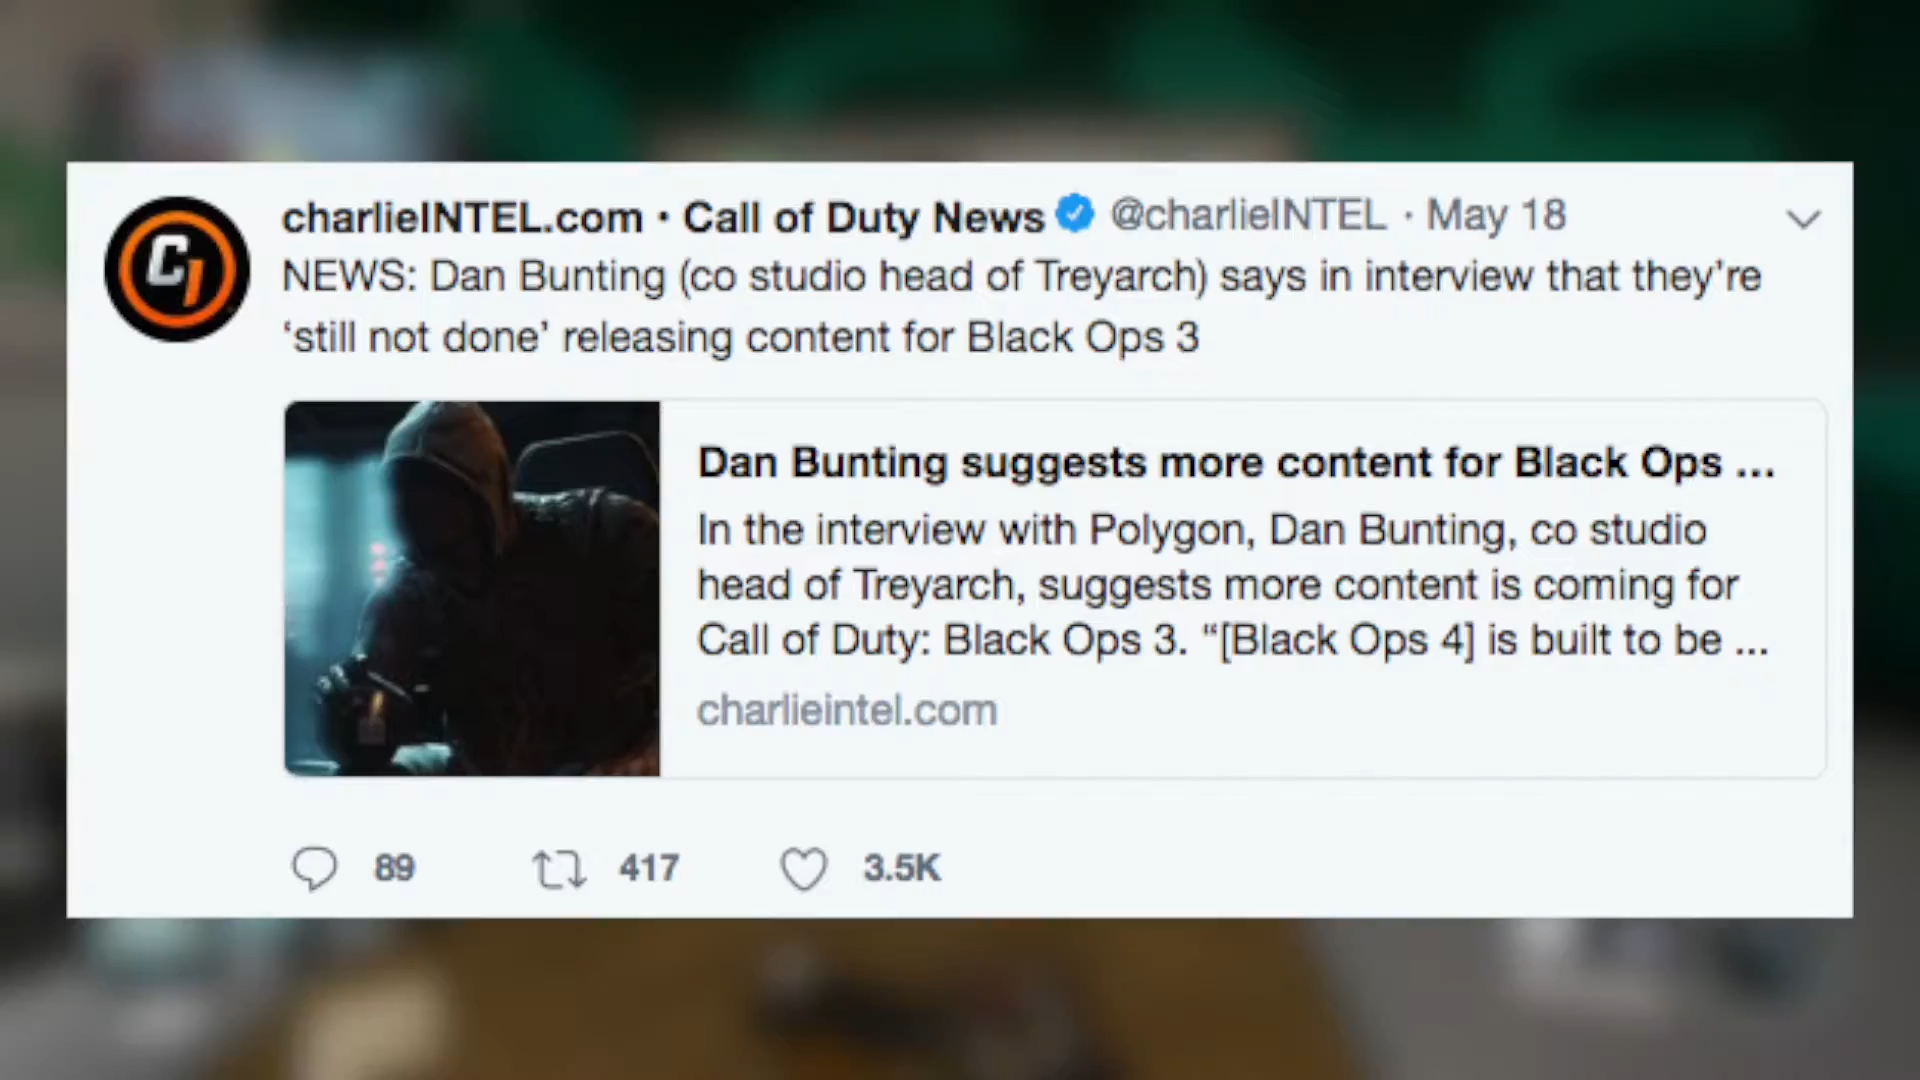 charlieINTEL.com • Call of Duty News @charlieINTEL · May 18
NEWS: Dan Bunting (co studio head of Treyarch) says in interview that they're
‘still not done’ releasing content for Black Ops 3
Dan Bunting suggests more content for Black Ops ...
In the interview with Polygon, Dan Bunting, co studio
head of Treyarch, suggests more content is coming for
Call of Duty: Black Ops 3. “[Black Ops 4] is built to be ...
charlieintel.com
89 417 3.5K